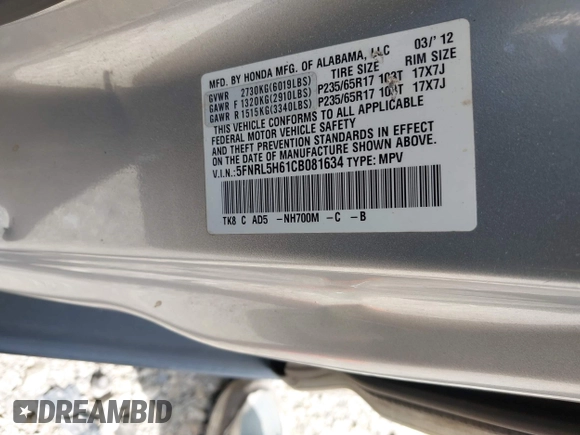 MFD. BY HONDA MFG. OF ALABAMA, LLC 03/'12
GVWR 2730KG(6019LBS) TIRE SIZE RIM SIZE
GAWR F 1320KG(2910LBS) P235/65R17 103T 17X7J
GAWR R 1515KG(3340LBS) P235/65R17 103T 17X7J
THIS VEHICLE CONFORMS TO ALL APPLICABLE
FEDERAL MOTOR VEHICLE SAFETY
AND THEFT PREVENTION STANDARDS IN EFFECT
ON THE DATE OF MANUFACTURE SHOWN ABOVE.
V.I.N.: 5FNRL5H61CB081634 TYPE: MPV
TK8 C AD5 -NH700M -C -B
DREAMBID